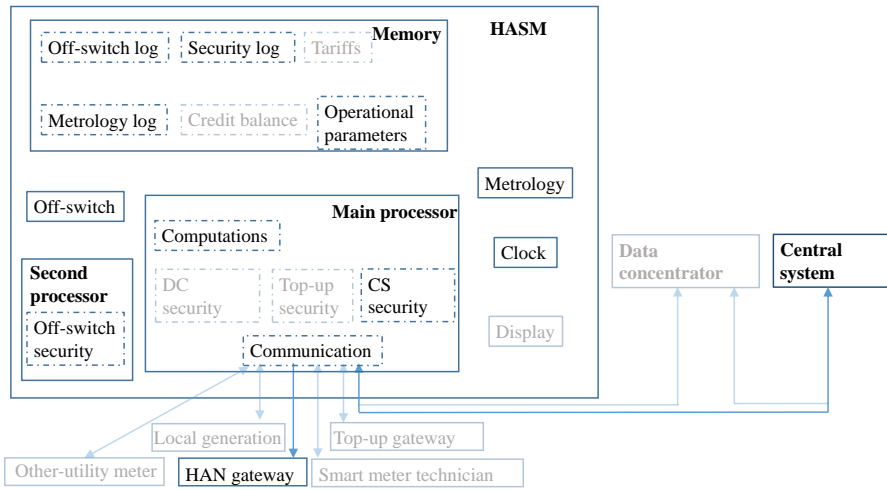 Memory
HASM
Off-switch log
Security log
Tariffs
Metrology log
Credit balance
Operational
parameters
Metrology
Off-switch
Main processor
Computations
Clock
Data
concentrator
Central
system
Second
processor
DC
security
Top-up
security
CS
security
Off-switch
security
Display
Communication
Local generation
Top-up gateway
Other-utility meter
HAN gateway
Smart meter technician